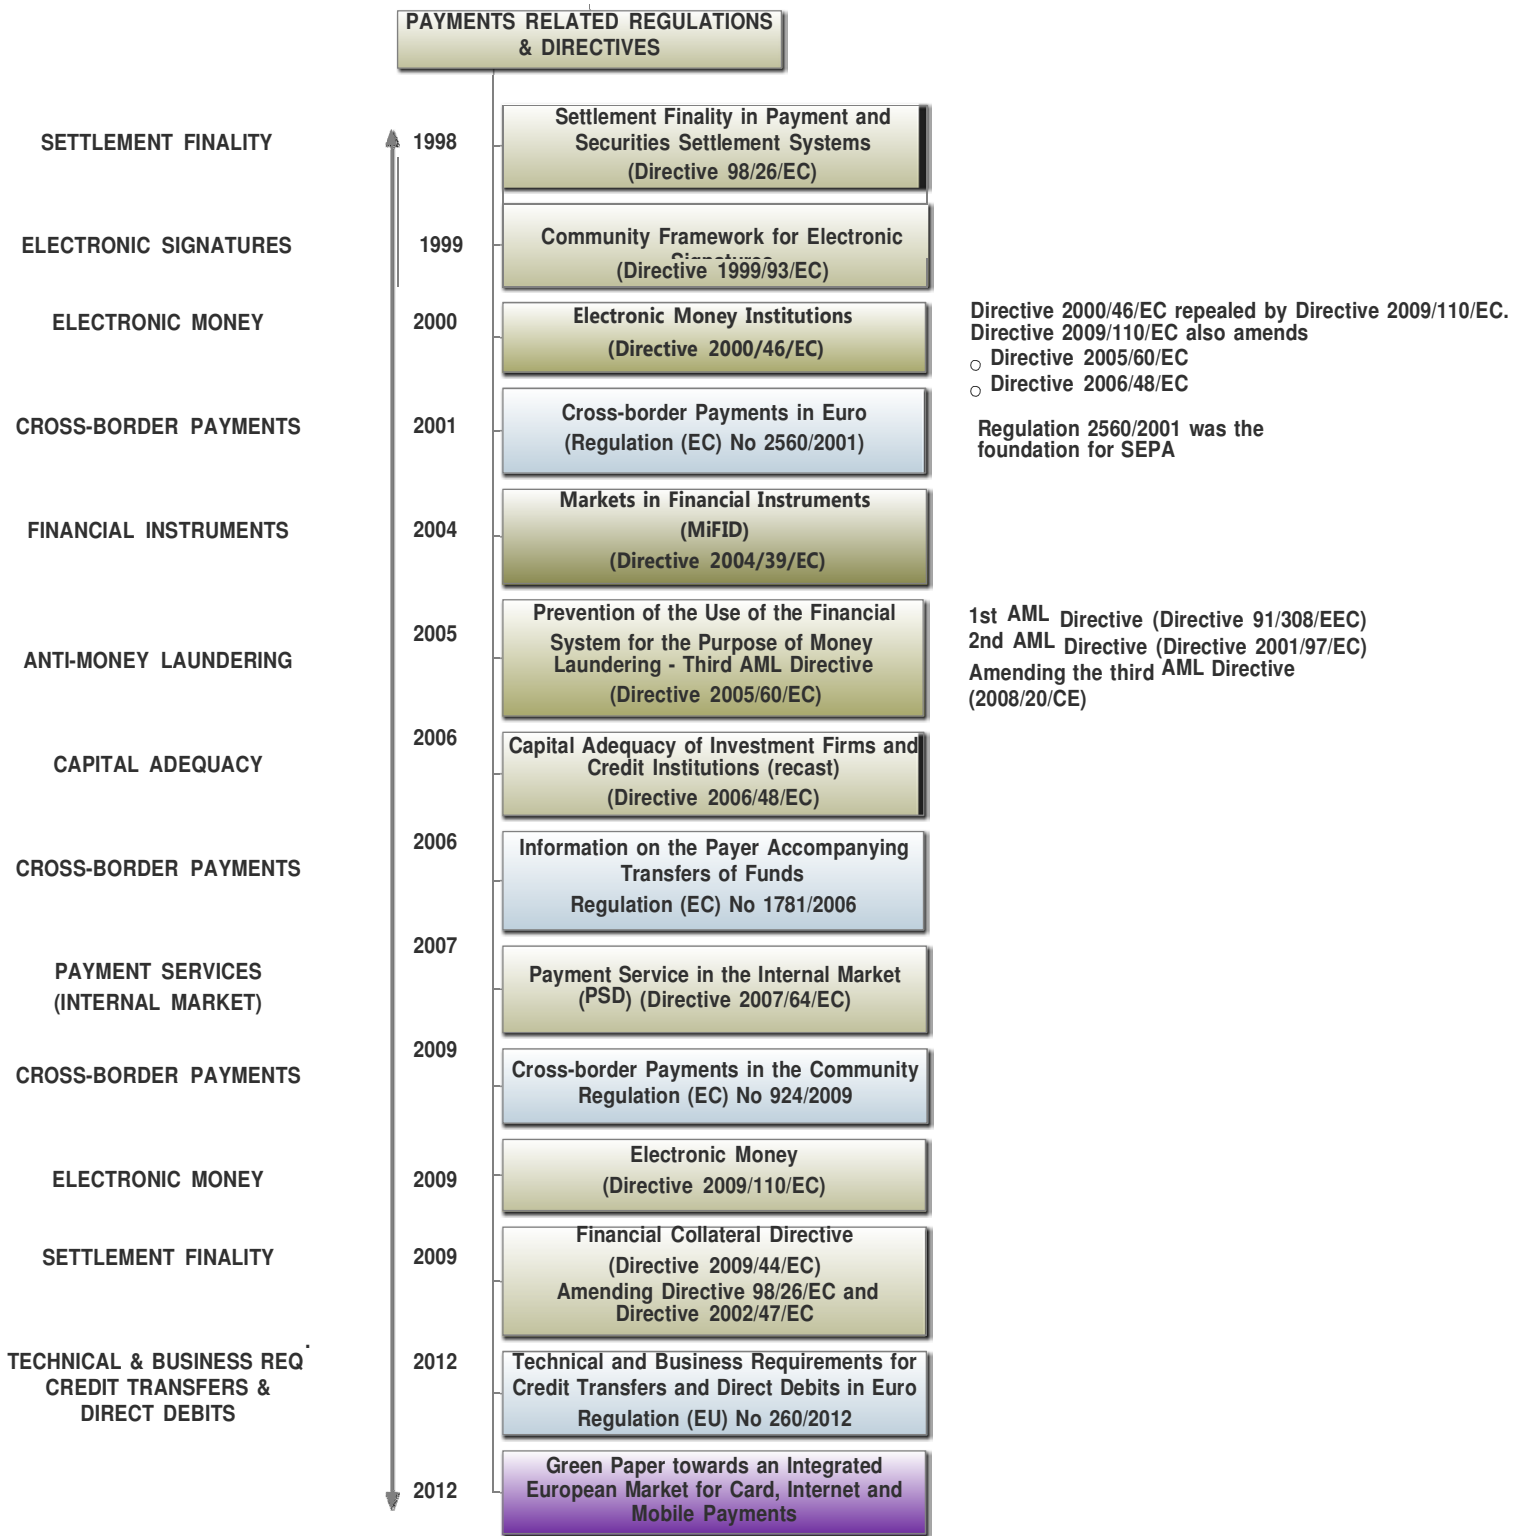 PAYMENTS RELATED REGULATIONS
& DIRECTIVES
SETTLEMENT FINALITY
1998
Settlement Finality in Payment and
Securities Settlement Systems
(Directive 98/26/EC)
ELECTRONIC SIGNATURES
1999
Community Framework for Electronic
Signatures
(Directive 1999/93/EC)
ELECTRONIC MONEY
2000
Electronic Money Institutions
(Directive 2000/46/EC)
Directive 2000/46/EC repealed by Directive 2009/110/EC.
Directive 2009/110/EC also amends
Directive 2005/60/EC
Directive 2006/48/EC
CROSS-BORDER PAYMENTS
2001
Cross-border Payments in Euro
(Regulation (EC) No 2560/2001)
Regulation 2560/2001 was the
foundation for SEPA
FINANCIAL INSTRUMENTS
2004
Markets in Financial Instruments
(MiFID)
(Directive 2004/39/EC)
ANTI-MONEY LAUNDERING
2005
Prevention of the Use of the Financial
System for the Purpose of Money
Laundering - Third AML Directive
(Directive 2005/60/EC)
1st AML Directive (Directive 91/308/EEC)
2nd AML Directive (Directive 2001/97/EC)
Amending the third AML Directive
(2008/20/CE)
CAPITAL ADEQUACY
2006
Capital Adequacy of Investment Firms and
Credit Institutions (recast)
(Directive 2006/48/EC)
CROSS-BORDER PAYMENTS
2006
Information on the Payer Accompanying
Transfers of Funds
Regulation (EC) No 1781/2006
PAYMENT SERVICES
(INTERNAL MARKET)
2007
Payment Service in the Internal Market
(PSD) (Directive 2007/64/EC)
CROSS-BORDER PAYMENTS
2009
Cross-border Payments in the Community
Regulation (EC) No 924/2009
ELECTRONIC MONEY
2009
Electronic Money
(Directive 2009/110/EC)
SETTLEMENT FINALITY
2009
Financial Collateral Directive
(Directive 2009/44/EC)
Amending Directive 98/26/EC and
Directive 2002/47/EC
TECHNICAL & BUSINESS REQ.
CREDIT TRANSFERS &
DIRECT DEBITS
2012
Technical and Business Requirements for
Credit Transfers and Direct Debits in Euro
Regulation (EU) No 260/2012
2012
Green Paper towards an Integrated
European Market for Card, Internet and
Mobile Payments